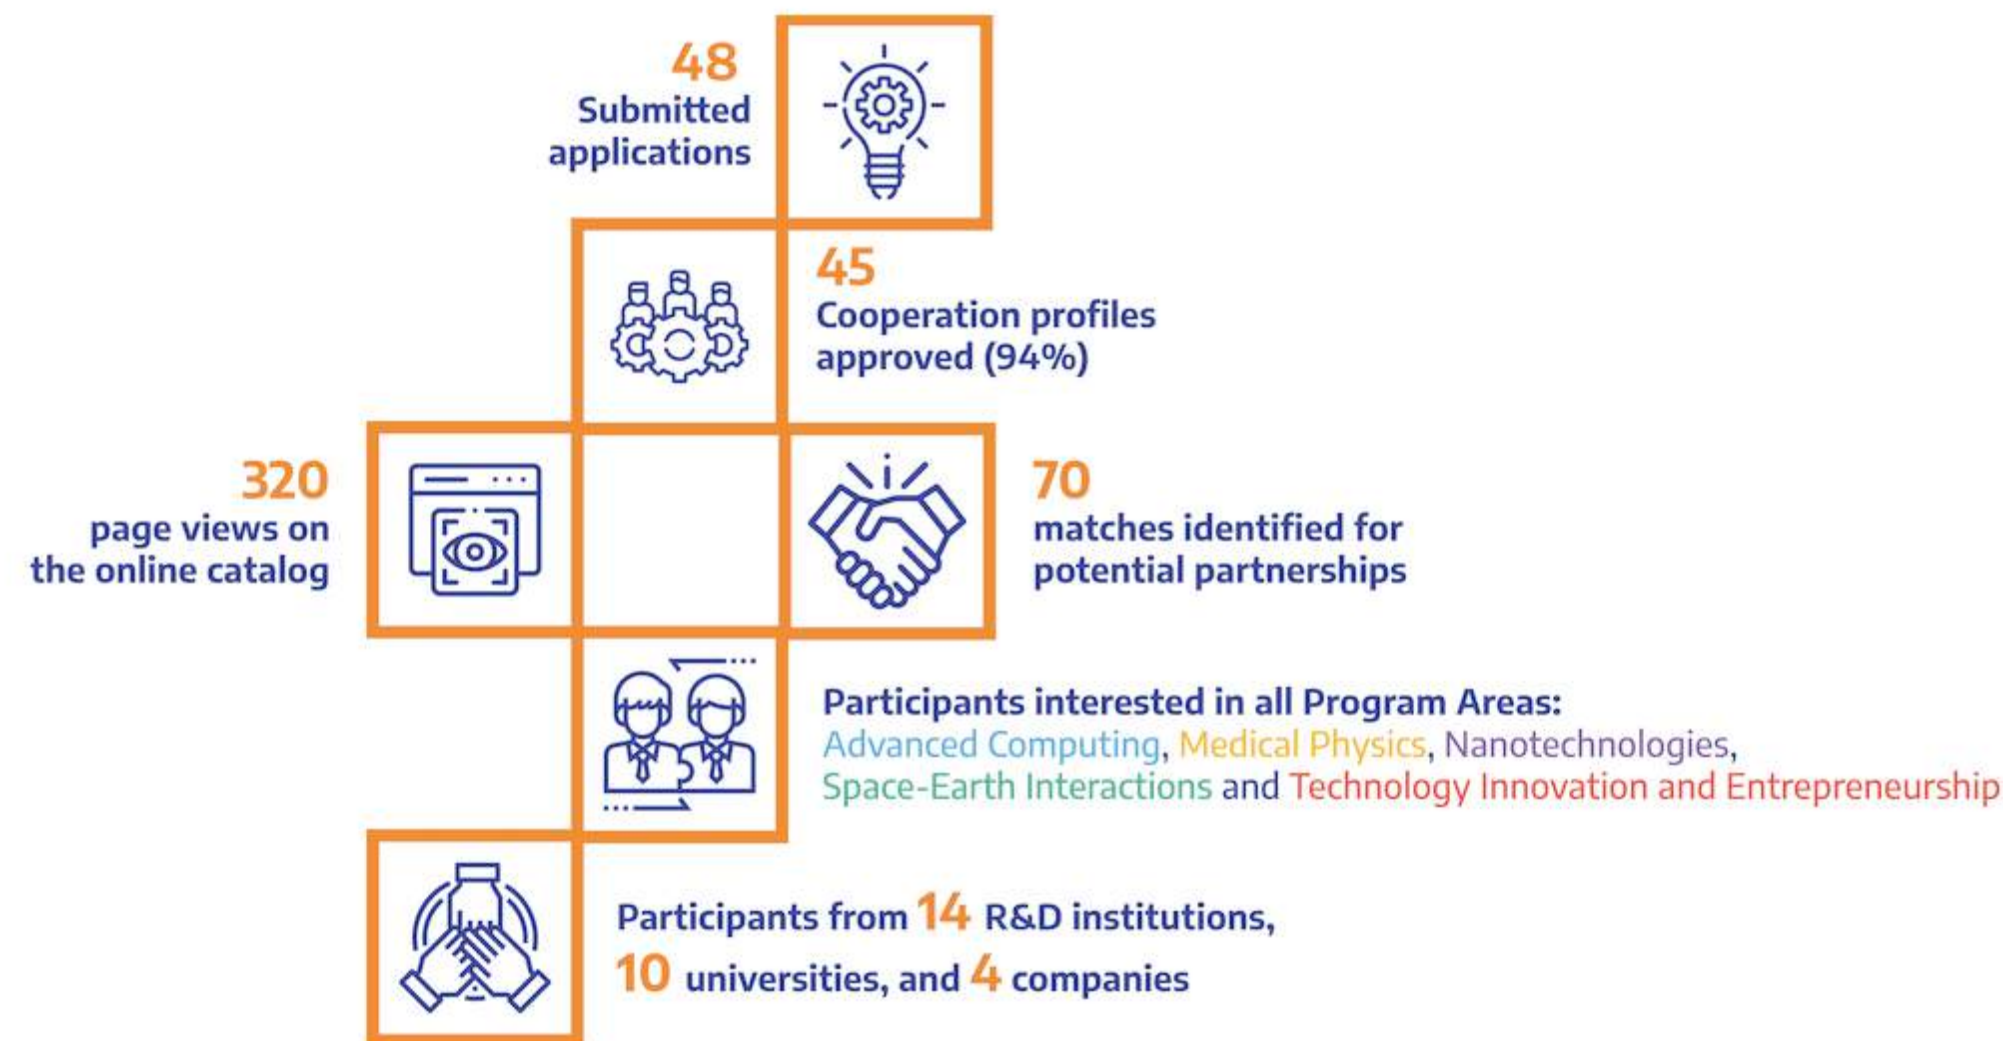 48
Submitted
applications
45
Cooperation profiles
approved (94%)
320
page views on
the online catalog
70
matches identified for
potential partnerships
Participants interested in all Program Areas:
Advanced Computing, Medical Physics, Nanotechnologies,
Space-Earth Interactions and Technology Innovation and Entrepreneurship
Participants from 14 R&D institutions,
10 universities, and 4 companies